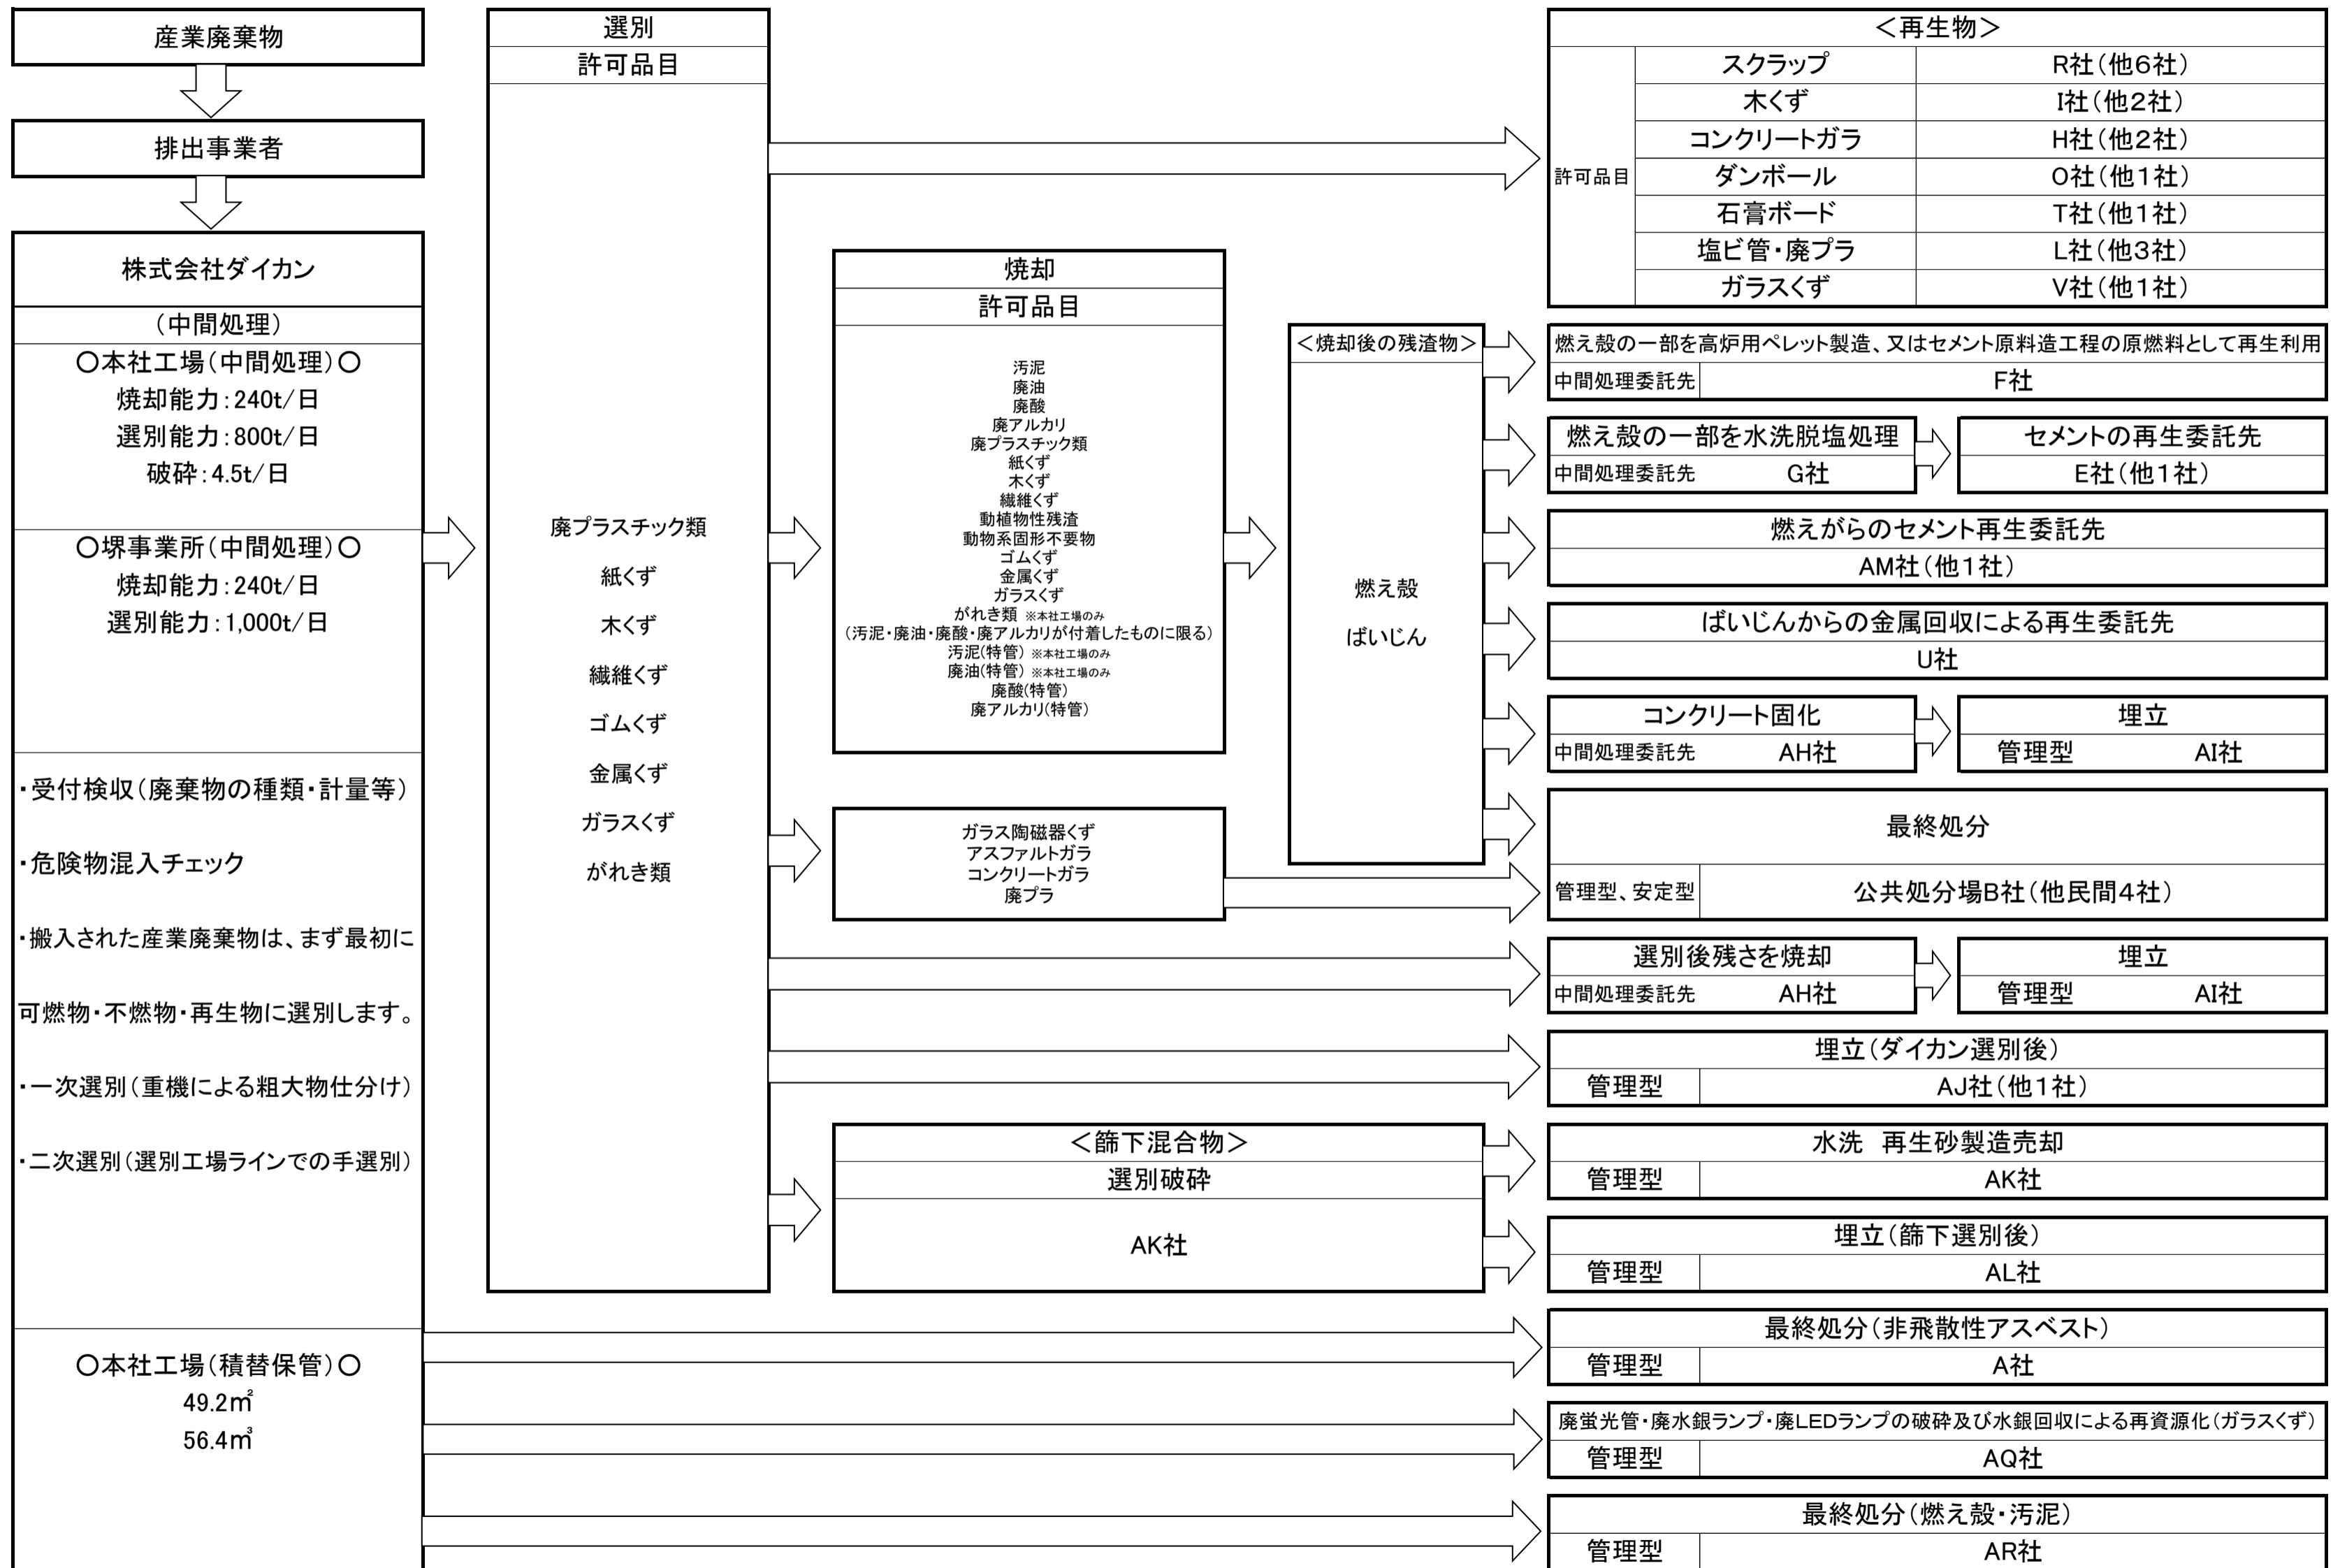 産業廃棄物
排出事業者
株式会社ダイカン
（中間処理）
〇本社工場（中間処理）〇
焼却能力：240t/日
選別能力：800t/日
破砕：4.5t/日
〇堺事業所（中間処理）〇
焼却能力：240t/日
選別能力：1,000t/日
・受付検収（廃棄物の種類・計量等）
・危険物混入チェック
・搬入された産業廃棄物は、まず最初に
可燃物・不燃物・再生物に選別します。
・一次選別（重機による粗大物仕分け）
・二次選別（選別工場ラインでの手選別）
〇本社工場（積替保管）〇
49.2㎡
56.4㎥
選別
許可品目
廃プラスチック類
紙くず
木くず
繊維くず
ゴムくず
金属くず
ガラスくず
がれき類
焼却
許可品目
汚泥
廃油
廃酸
廃アルカリ
廃プラスチック類
紙くず
木くず
繊維くず
動植物性残渣
動物系固形不要物
ゴムくず
金属くず
ガラスくず
がれき類 ※本社工場のみ
（汚泥・廃油・廃酸・廃アルカリが付着したものに限る）
汚泥（特管） ※本社工場のみ
廃油（特管） ※本社工場のみ
廃酸（特管）
廃アルカリ（特管）
ガラス陶磁器くず
アスファルトガラ
コンクリートガラ
廃プラ
＜篩下混合物＞
選別破砕
AK社
＜焼却後の残渣物＞
燃え殻
ばいじん
＜再生物＞
許可品目
スクラップ R社（他6社）
木くず I社（他2社）
コンクリートガラ H社（他2社）
ダンボール O社（他1社）
石膏ボード T社（他1社）
塩ビ管・廃プラ L社（他3社）
ガラスくず V社（他1社）
燃え殻の一部を高炉用ペレット製造、又はセメント原料造工程の原燃料として再生利用
中間処理委託先 F社
燃え殻の一部を水洗脱塩処理
中間処理委託先 G社
セメントの再生委託先
E社（他1社）
燃えがらのセメント再生委託先
AM社（他1社）
ばいじんからの金属回収による再生委託先
U社
コンクリート固化
中間処理委託先 AH社
埋立
管理型 AI社
最終処分
管理型、安定型 公共処分場B社（他民間4社）
選別後残さを焼却
中間処理委託先 AH社
埋立
管理型 AI社
埋立（ダイカン選別後）
管理型 AJ社（他1社）
水洗 再生砂製造売却
管理型 AK社
埋立（篩下選別後）
管理型 AL社
最終処分（非飛散性アスベスト）
管理型 A社
廃蛍光管・廃水銀ランプ・廃LEDランプの破砕及び水銀回収による再資源化（ガラスくず）
管理型 AQ社
最終処分（燃え殻・汚泥）
管理型 AR社